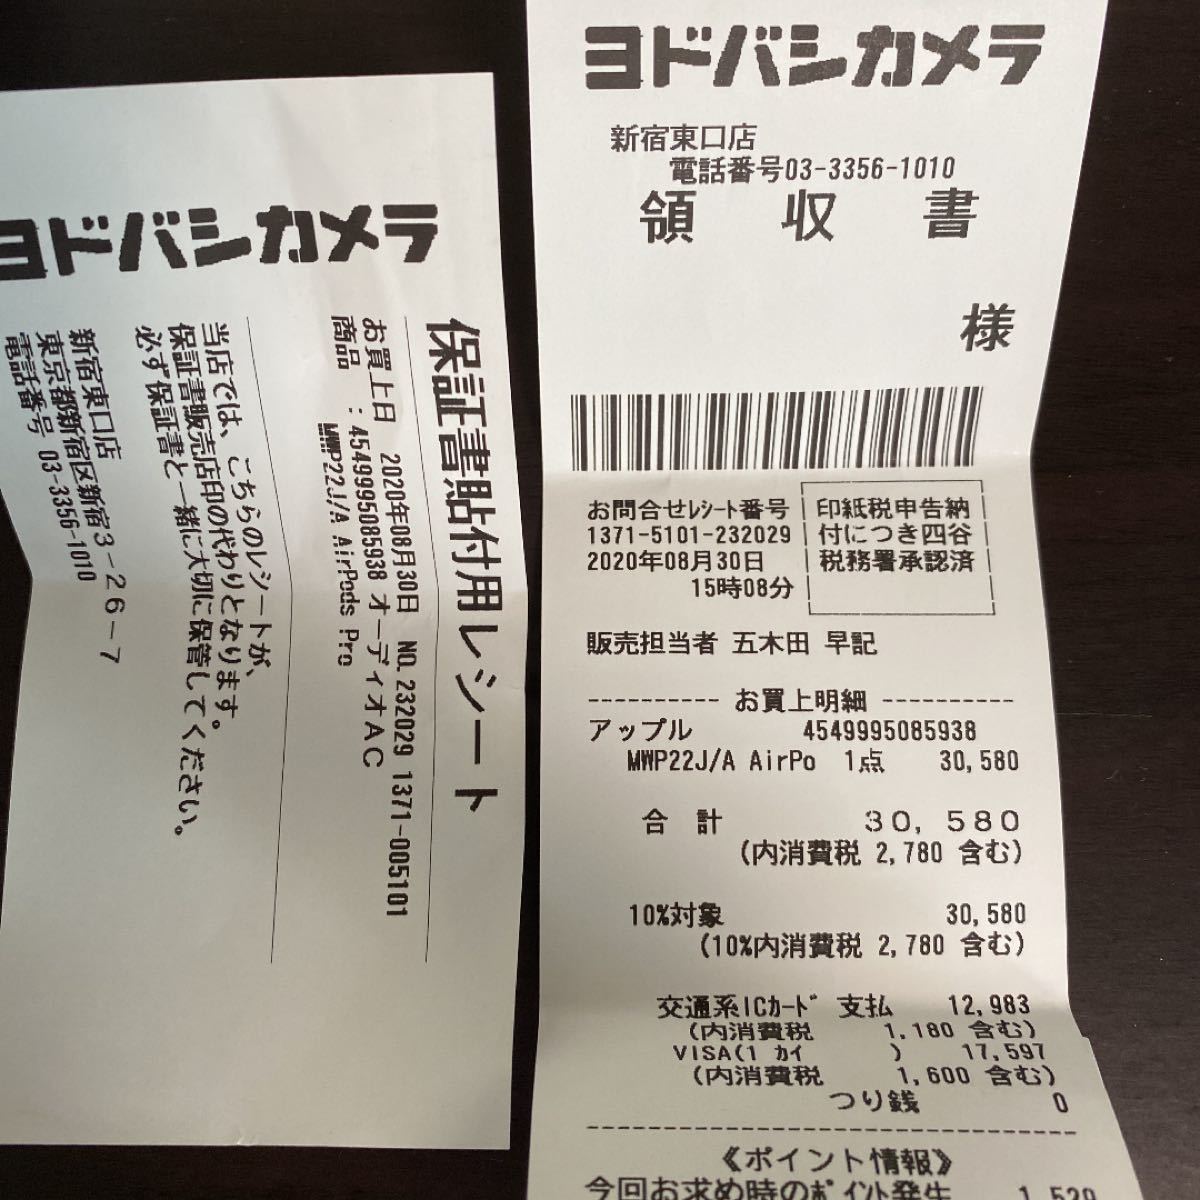 ヨドバシカメラ
保証書貼付用レシート
お買上日 2020年08月30日 NO.232029 1371-005101
商品 :4549995085938 オーディオAC
MWP22J/A AirPods Pro
当店では、こちらのレシートが、
保証書販売店印の代わりとなります。
必ず保証書と一緒に大切に保管してください。
新宿東口店
東京都新宿区新宿3-26-7
電話番号 03-3356-1010
ヨドバシカメラ
新宿東口店
電話番号03-3356-1010
領 収 書
様
お問合せレシート番号
1371-5101-232029
2020年08月30日
15時08分
印紙税申告納
付につき四谷
税務署承認済
販売担当者 五木田 早記
---------- お買上明細 ----------
アップル 4549995085938
MWP22J/A AirPo 1点 30,580
合 計 30,580
(内消費税 2,780 含む)
10%対象 30,580
(10%内消費税 2,780 含む)
交通系ICカード 支払 12,983
(内消費税 1,180 含む)
VISA(1 カイ ) 17,597
(内消費税 1,600 含む)
つり銭 0
《ポイント情報》
今回お求め時のポイント発生 1,529